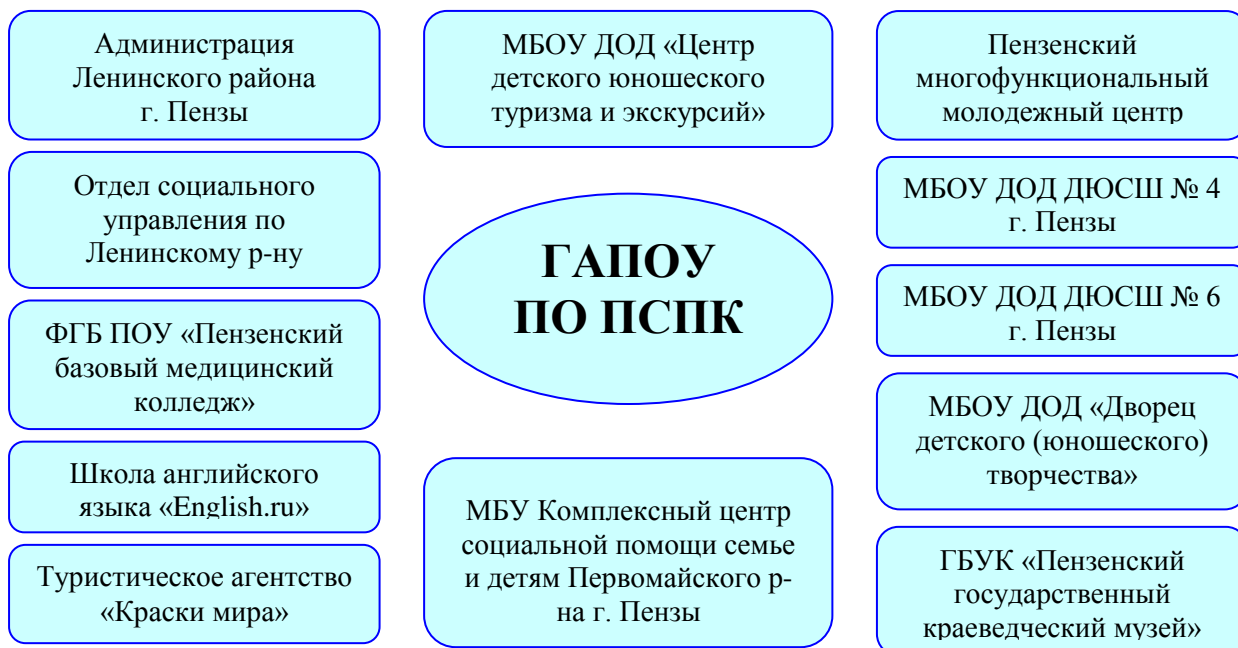 Администрация
Ленинского района
г. Пензы
Отдел социального
управления по
Ленинскому р-ну
ФГБ ПОУ «Пензенский
базовый медицинский
колледж»
Школа английского
языка «English.ru»
Туристическое агентство
«Краски мира»
МБОУ ДОД «Центр
детского юношеского
туризма и экскурсий»
ГАПОУ
ПО ПСПК
МБУ Комплексный центр
социальной помощи семье
и детям Первомайского р-
на г. Пензы
Пензенский
многофункциональный
молодежный центр
МБОУ ДОД ДЮСШ № 4
г. Пензы
МБОУ ДОД ДЮСШ № 6
г. Пензы
МБОУ ДОД «Дворец
детского (юношеского)
творчества»
ГБУК «Пензенский
государственный
краеведческий музей»